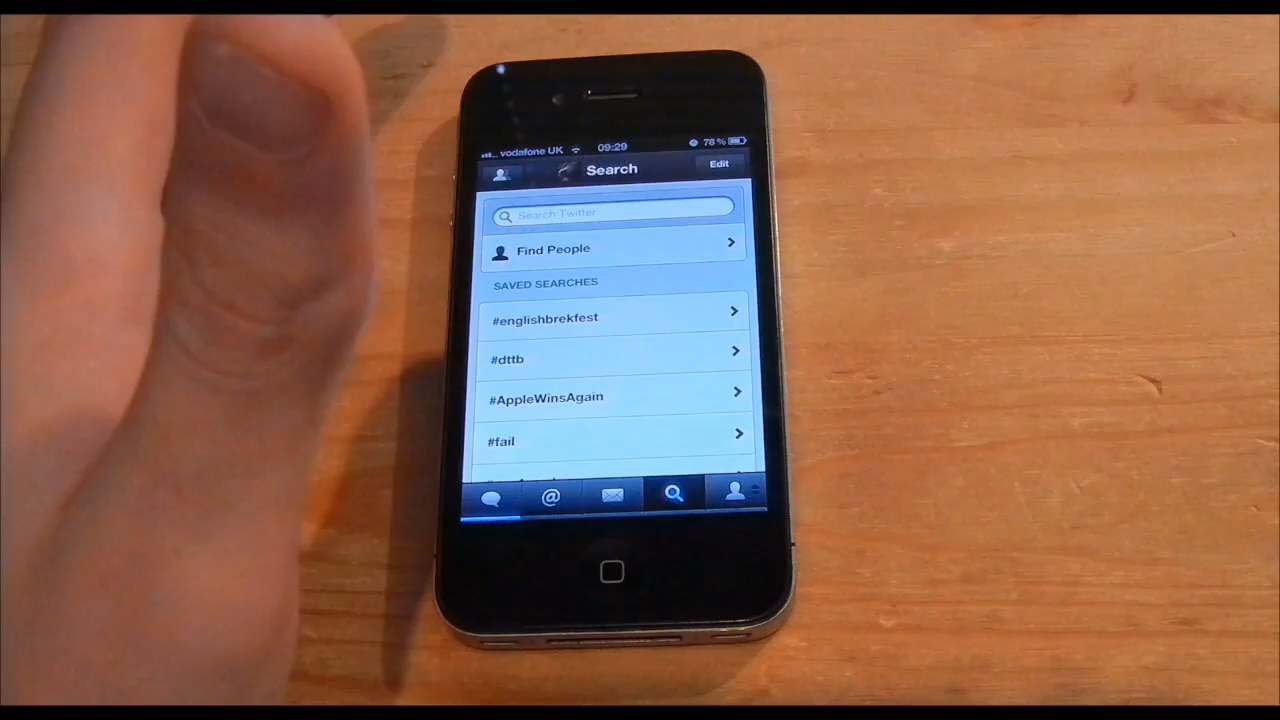 vodafone UK 09:29 78%
Search Edit
Search Twitter
Find People
SAVED SEARCHES
#englishbrekfest
#dttb
#AppleWinsAgain
#fail
@